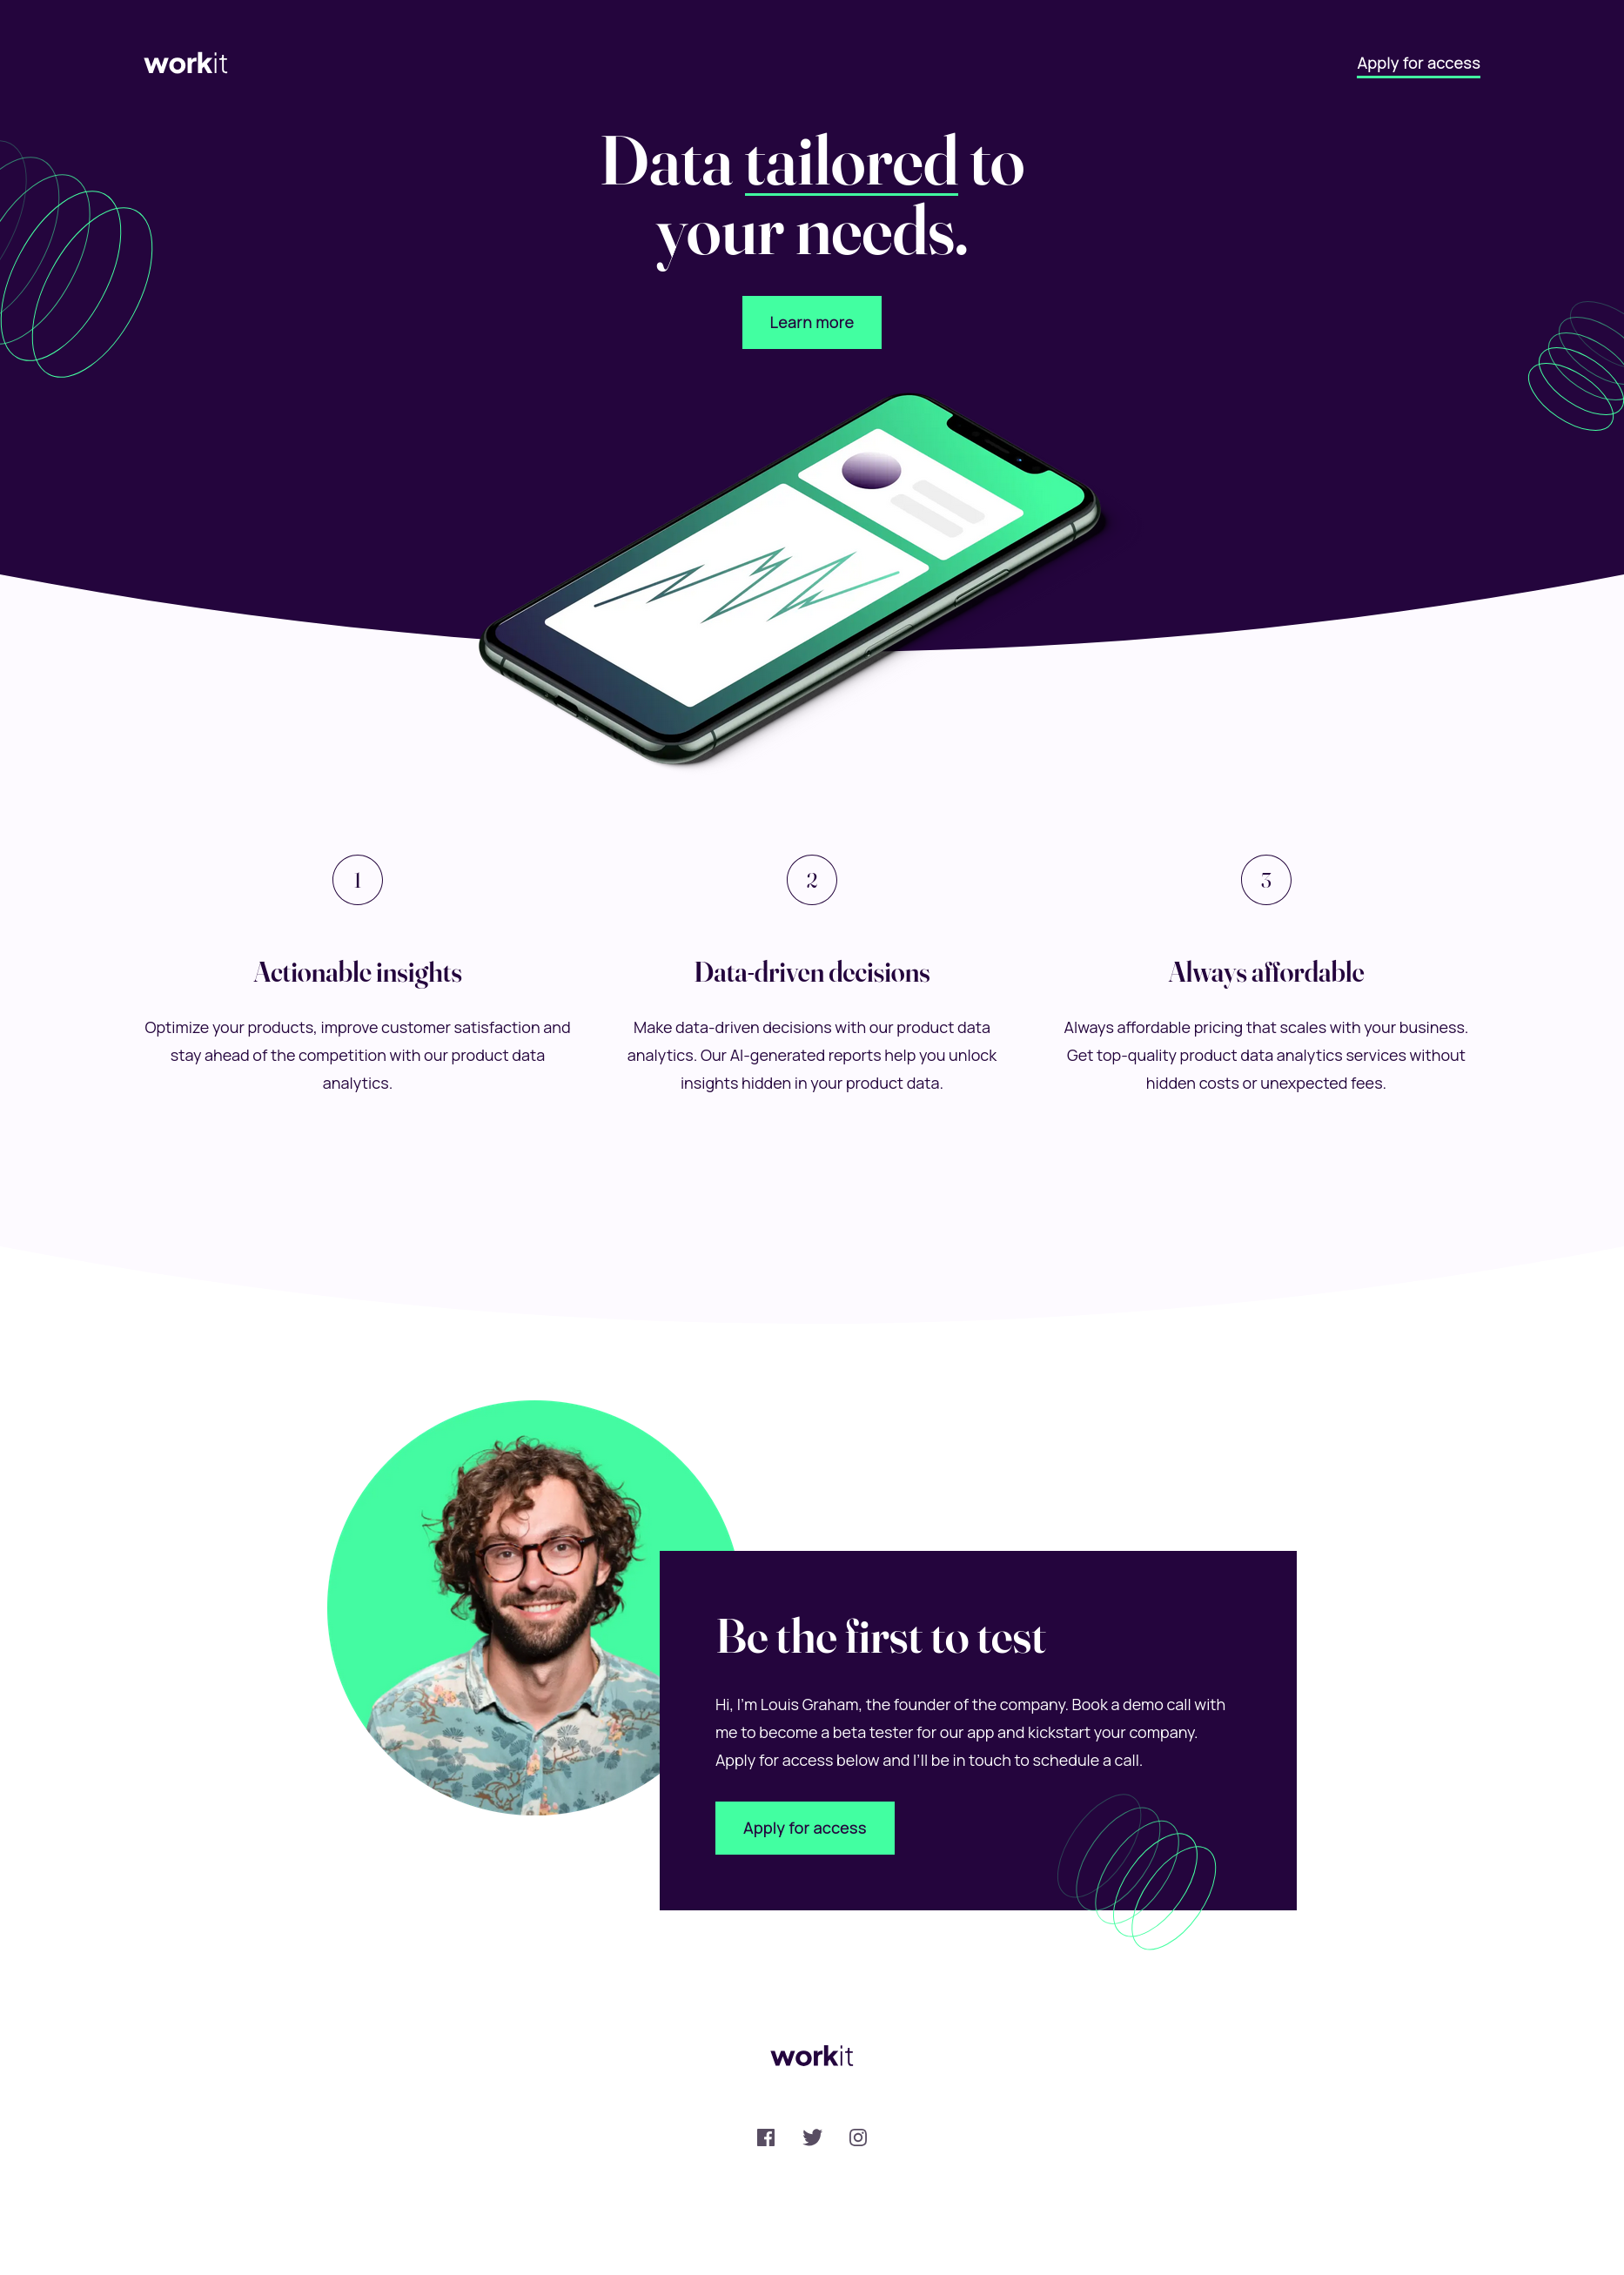 workit
Apply for access
Data tailored to
your needs.
Learn more
1
2
3
Actionable insights
Data-driven decisions
Always affordable
Optimize your products, improve customer satisfaction and
stay ahead of the competition with our product data
analytics.
Make data-driven decisions with our product data
analytics. Our AI-generated reports help you unlock
insights hidden in your product data.
Always affordable pricing that scales with your business.
Get top-quality product data analytics services without
hidden costs or unexpected fees.
Be the first to test
Hi, I'm Louis Graham, the founder of the company. Book a demo call with
me to become a beta tester for our app and kickstart your company.
Apply for access below and I'll be in touch to schedule a call.
Apply for access
workit